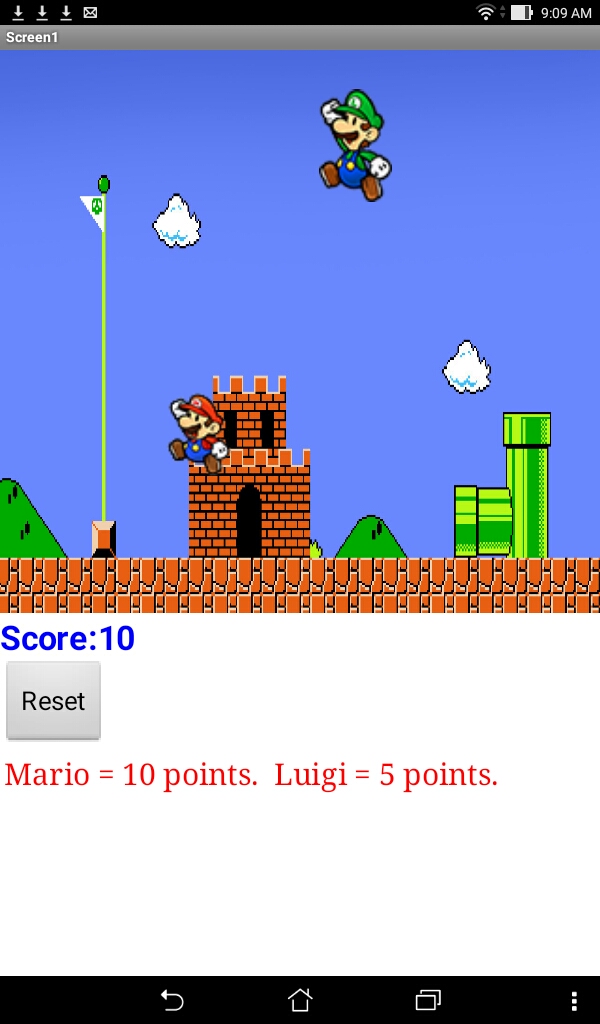 9:09 AM
Screen1
Score:10
Reset
Mario = 10 points.  Luigi = 5 points.